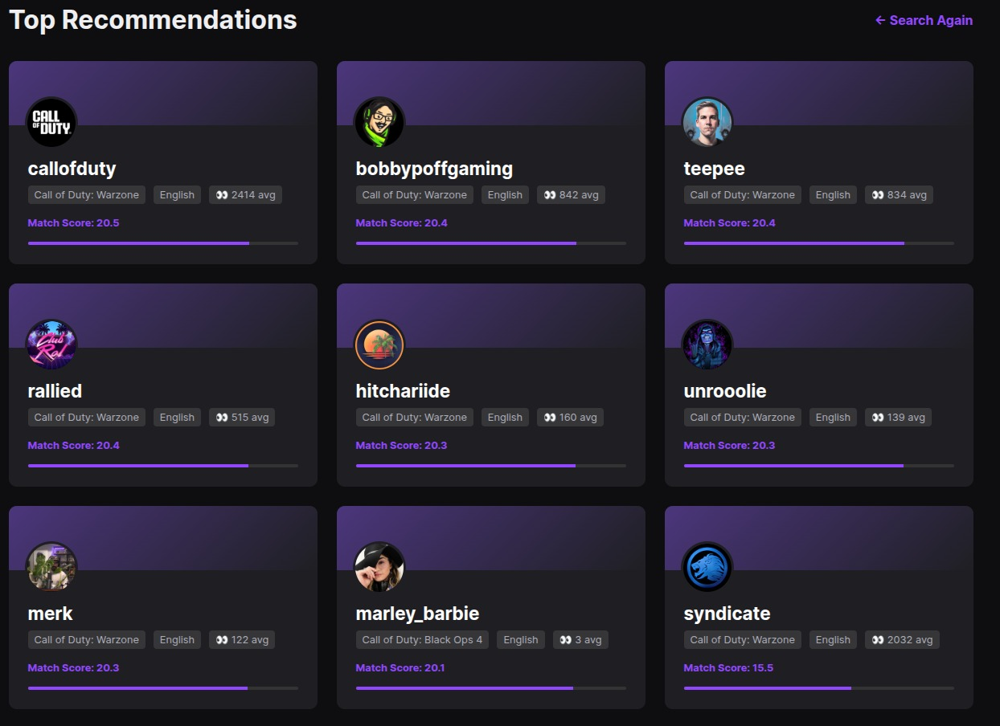 Top Recommendations
← Search Again
CALL
OF DUTY
callofduty
Call of Duty: Warzone English 👀 2414 avg
Match Score: 20.5
bobbypoffgaming
Call of Duty: Warzone English 👀 842 avg
Match Score: 20.4
teepee
Call of Duty: Warzone English 👀 834 avg
Match Score: 20.4
Club
Ral
rallied
Call of Duty: Warzone English 👀 515 avg
Match Score: 20.4
hitchariide
Call of Duty: Warzone English 👀 160 avg
Match Score: 20.3
unrooolie
Call of Duty: Warzone English 👀 139 avg
Match Score: 20.3
merk
Call of Duty: Warzone English 👀 122 avg
Match Score: 20.3
marley_barbie
Call of Duty: Black Ops 4 English 👀 3 avg
Match Score: 20.1
syndicate
Call of Duty: Warzone English 👀 2032 avg
Match Score: 15.5